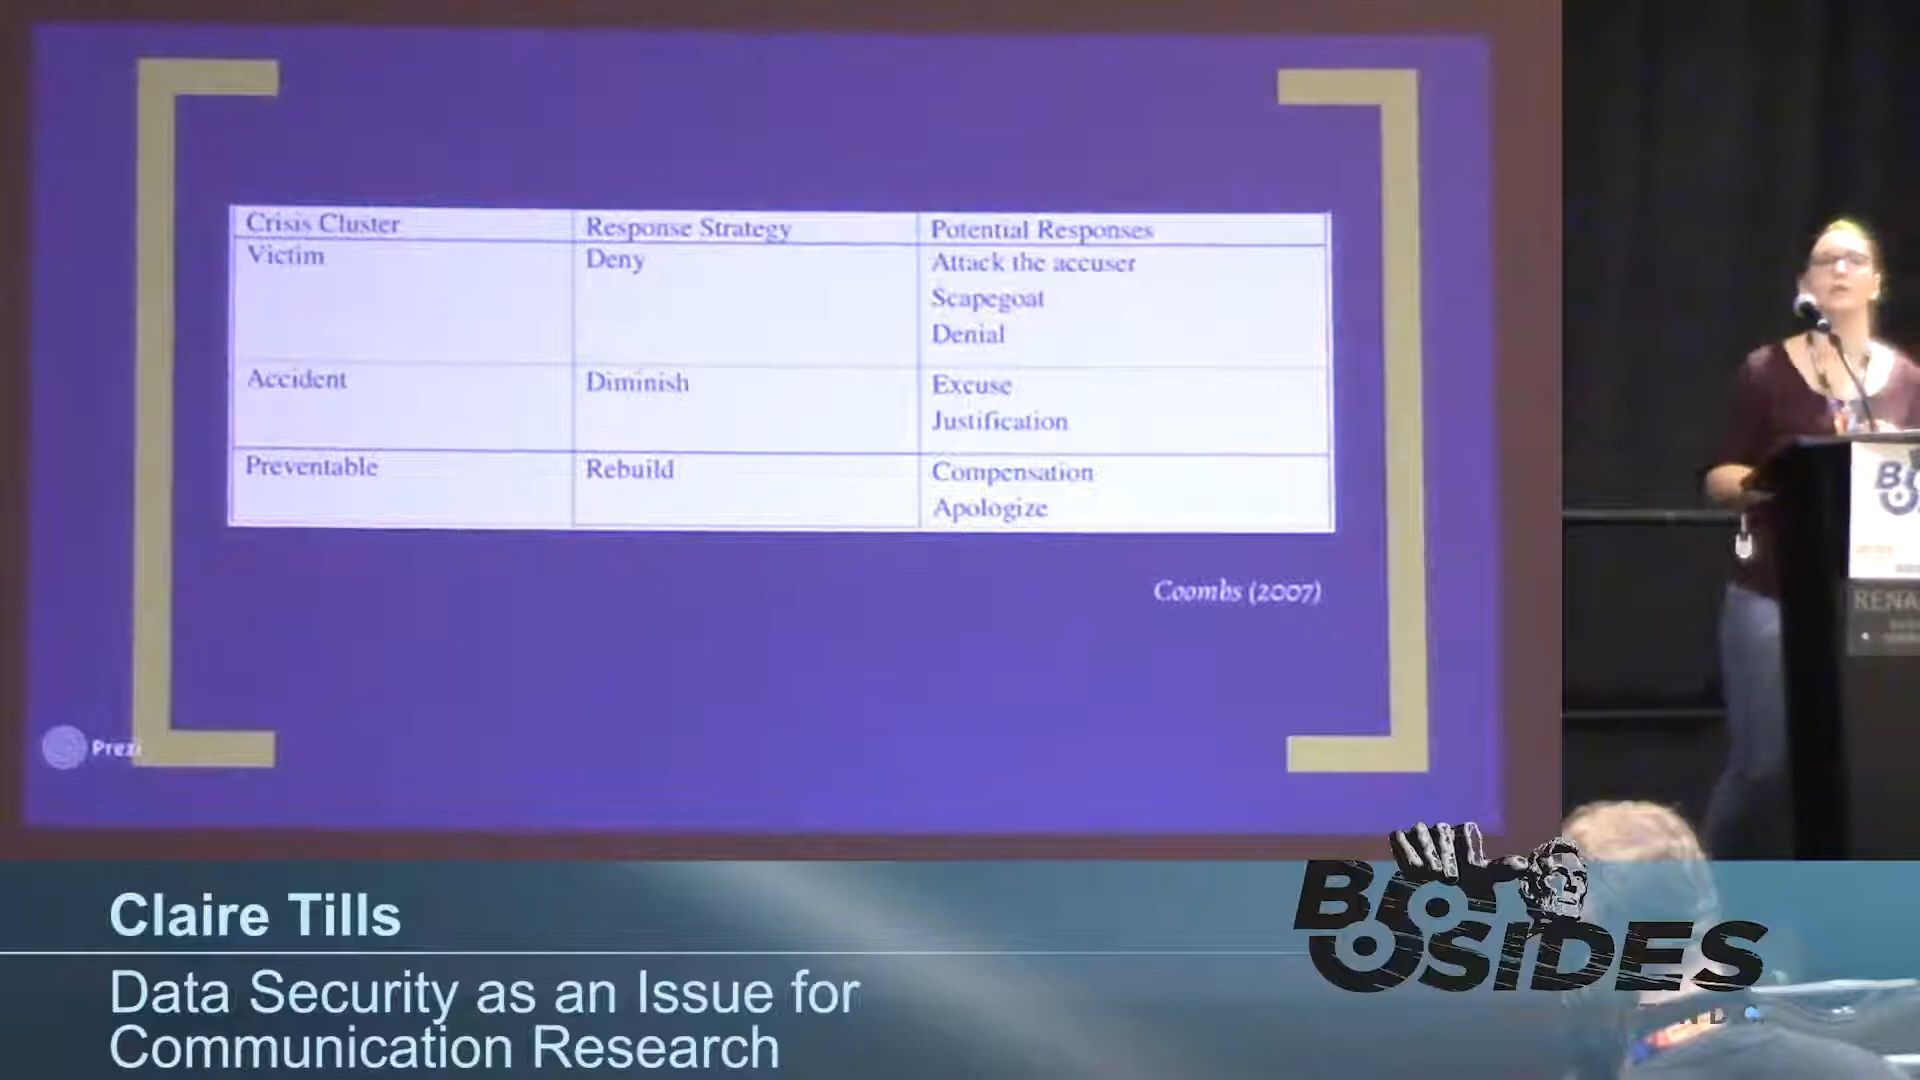 Crisis Cluster Response Strategy Potential Responses
Victim Deny Attack the accuser
Scapegoat
Denial
Accident Diminish Excuse
Justification
Preventable Rebuild Compensation
Apologize
Coombs (2007)
Prezi
RENA
Claire Tills
Data Security as an Issue for
Communication Research
BSIDES